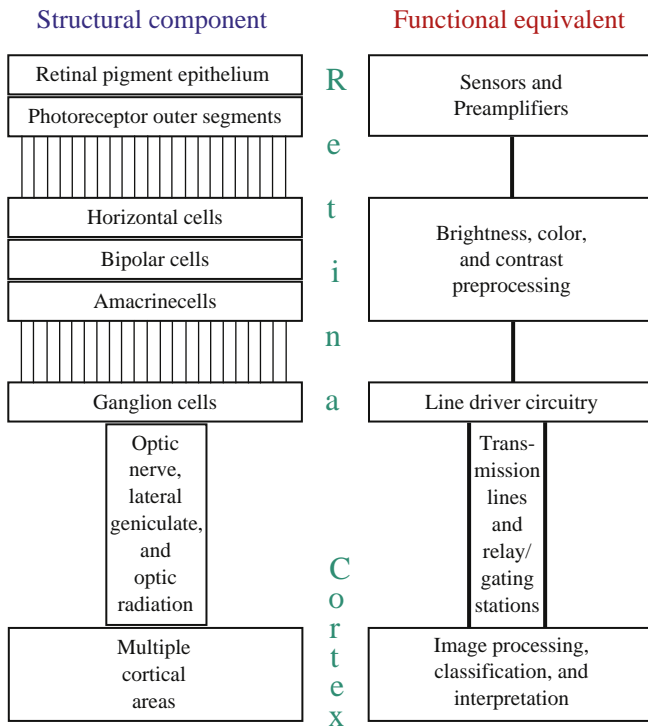 Structural component
Functional equivalent
Retinal pigment epithelium
Photoreceptor outer segments
Horizontal cells
Bipolar cells
Amacrinecells
Ganglion cells
Optic
nerve,
lateral
geniculate,
and
optic
radiation
Multiple
cortical
areas
Retina
Cortex
Sensors and
Preamplifiers
Brightness, color,
and contrast
preprocessing
Line driver circuitry
Trans-
mission
lines
and
relay/
gating
stations
Image processing,
classification, and
interpretation